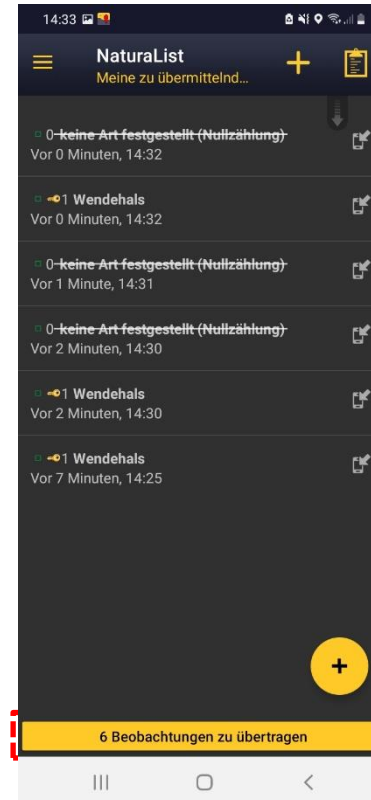 14:33
NaturaList
Meine zu übermittelnd...
0 keine Art festgestellt (Nullzählung)
Vor 0 Minuten, 14:32
1 Wendehals
Vor 0 Minuten, 14:32
0 keine Art festgestellt (Nullzählung)
Vor 1 Minute, 14:31
0 keine Art festgestellt (Nullzählung)
Vor 2 Minuten, 14:30
1 Wendehals
Vor 2 Minuten, 14:30
1 Wendehals
Vor 7 Minuten, 14:25
6 Beobachtungen zu übertragen